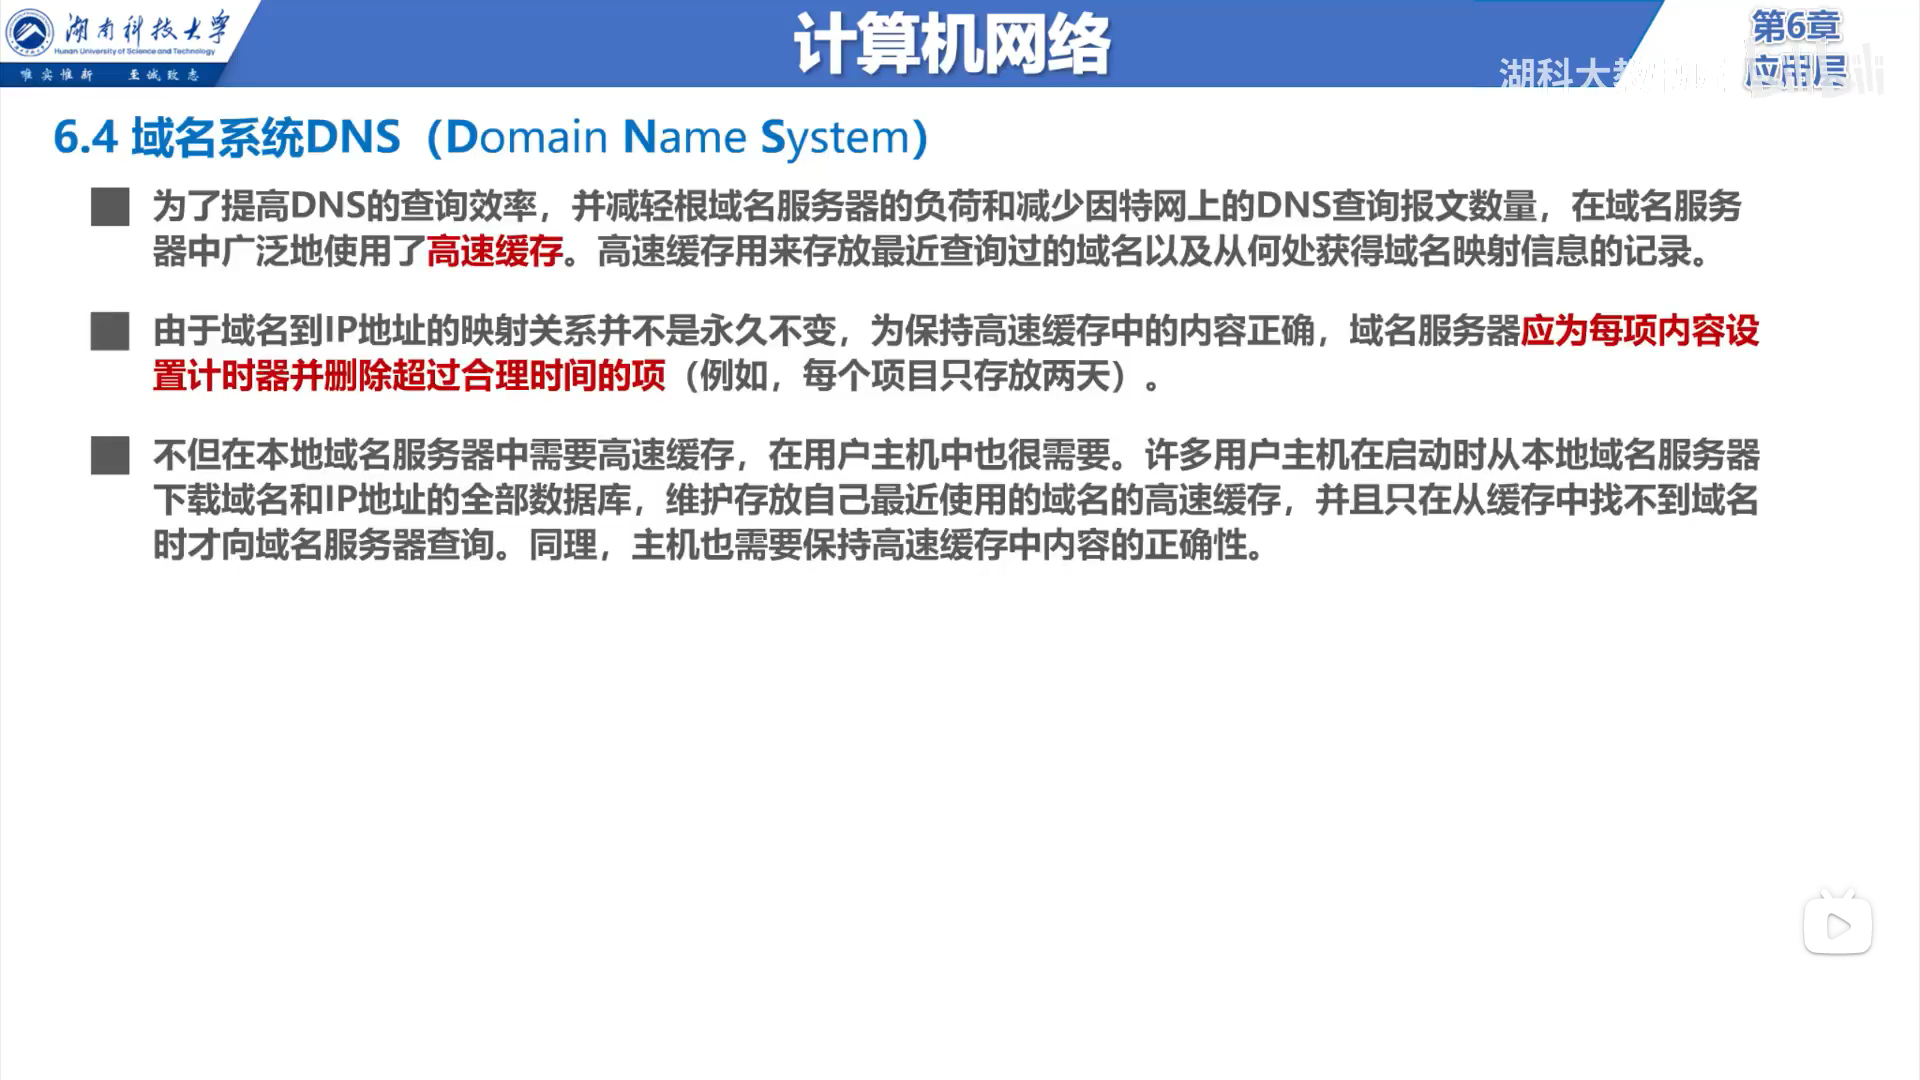 湖南科技大学
Hunan University of Science and Technology
唯实惟新 至诚致志
计算机网络
第6章
应用层
湖科大教书匠
bilibili
6.4 域名系统DNS（Domain Name System）
为了提高DNS的查询效率，并减轻根域名服务器的负荷和减少因特网上的DNS查询报文数量，在域名服务
器中广泛地使用了高速缓存。高速缓存用来存放最近查询过的域名以及从何处获得域名映射信息的记录。
由于域名到IP地址的映射关系并不是永久不变，为保持高速缓存中的内容正确，域名服务器应为每项内容设
置计时器并删除超过合理时间的项（例如，每个项目只存放两天）。
不但在本地域名服务器中需要高速缓存，在用户主机中也很需要。许多用户主机在启动时从本地域名服务器
下载域名和IP地址的全部数据库，维护存放自己最近使用的域名的高速缓存，并且只在从缓存中找不到域名
时才向域名服务器查询。同理，主机也需要保持高速缓存中内容的正确性。